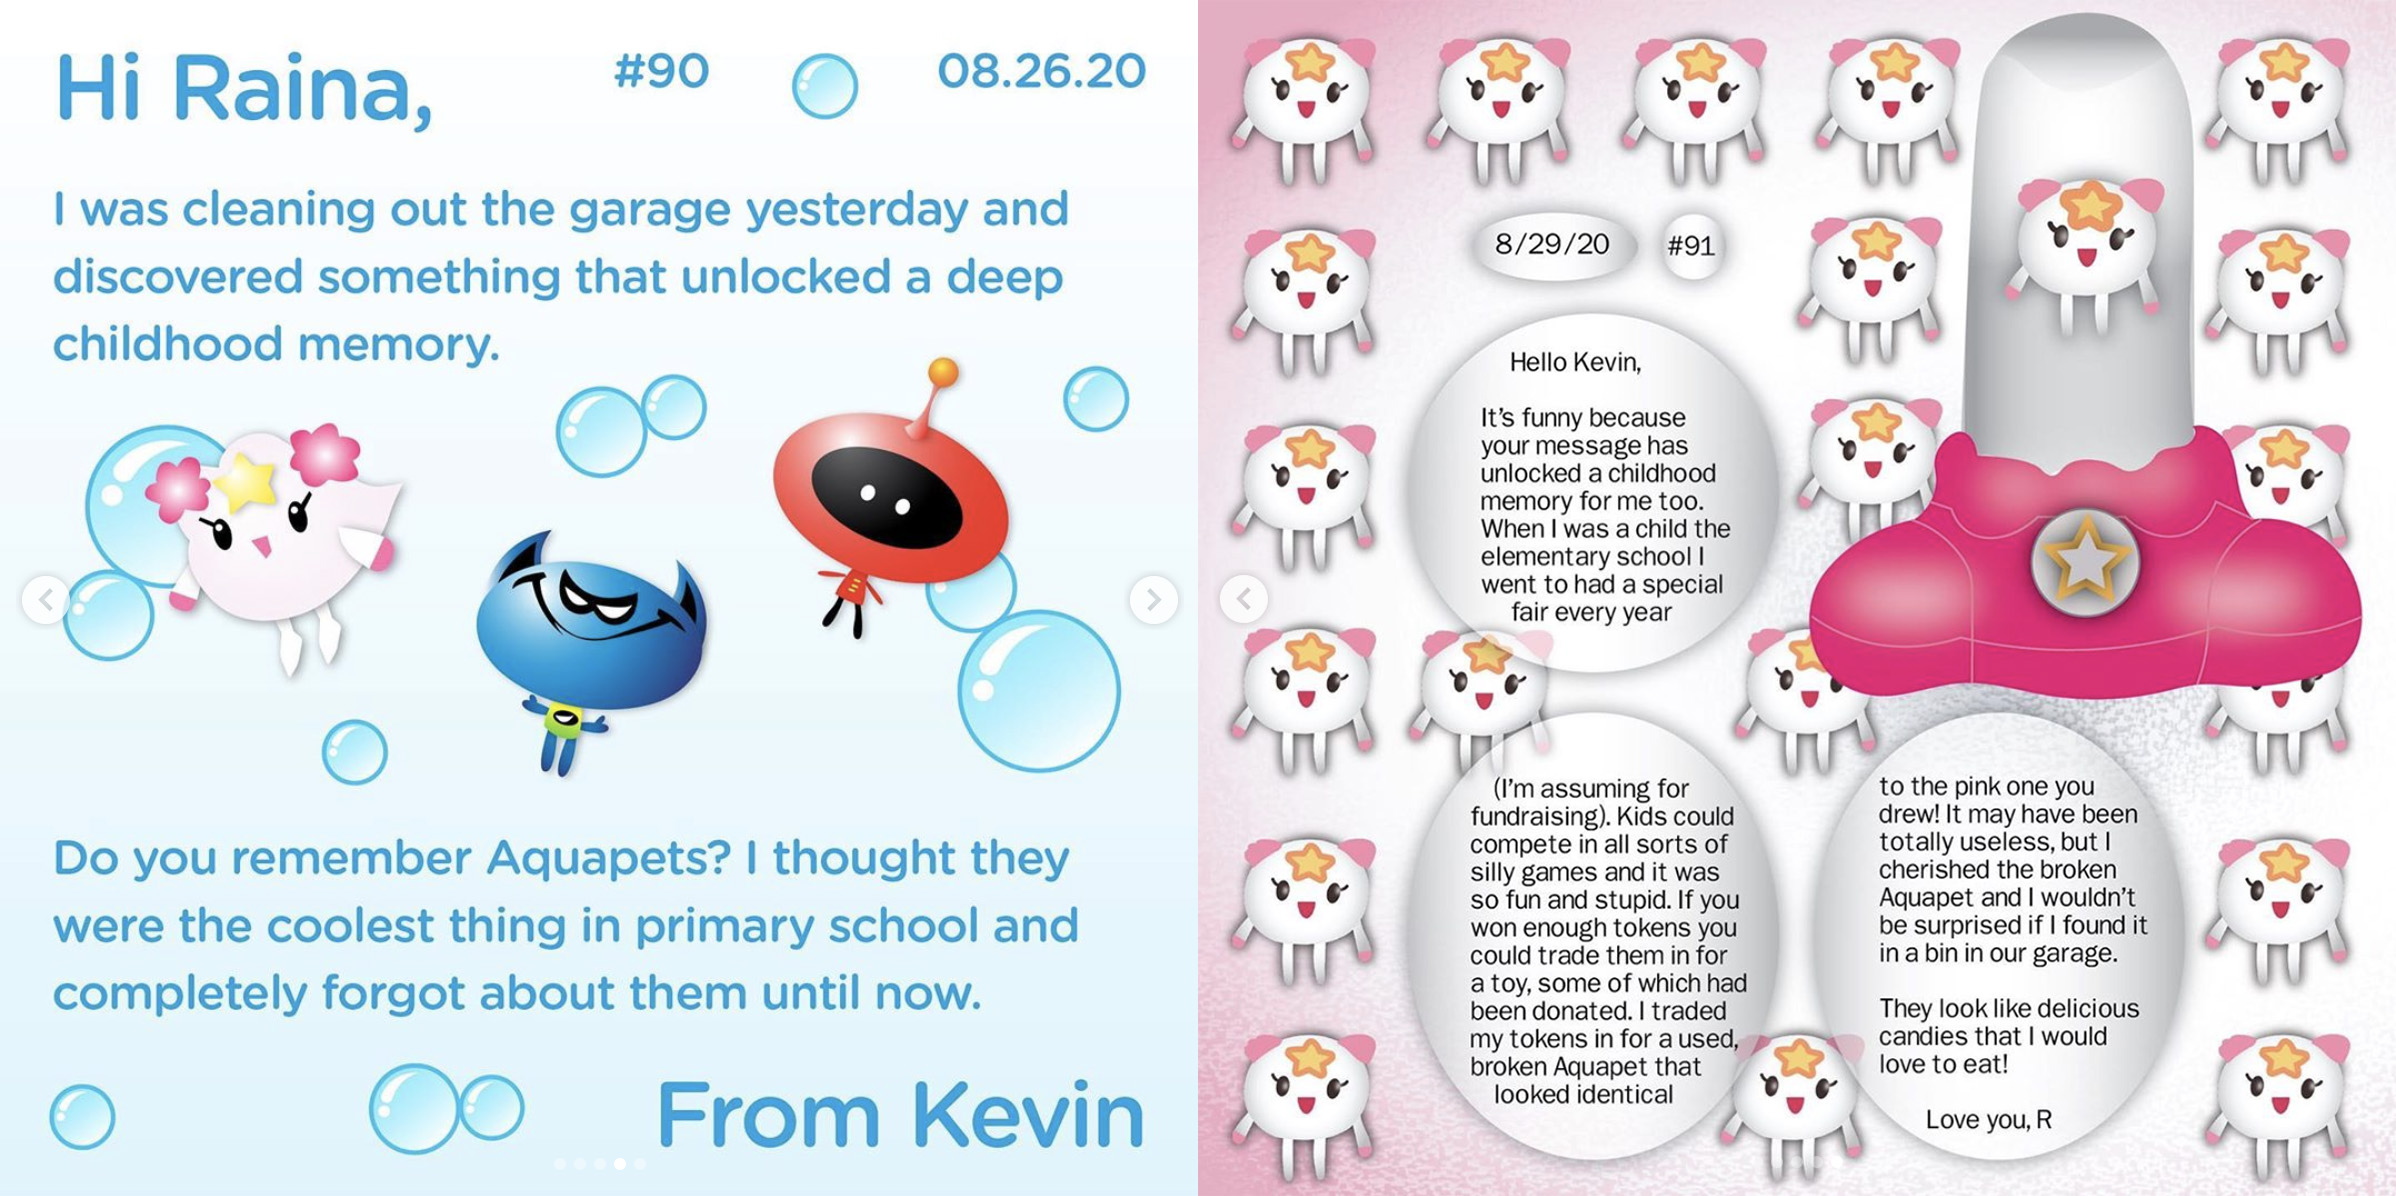 Hi Raina,
#90
08.26.20
I was cleaning out the garage yesterday and
discovered something that unlocked a deep
childhood memory.
Do you remember Aquapets? I thought they
were the coolest thing in primary school and
completely forgot about them until now.
From Kevin
8/29/20
#91
Hello Kevin,
It's funny because
your message has
unlocked a childhood
memory for me too.
When I was a child the
elementary school I
went to had a special
fair every year
(I'm assuming for
fundraising). Kids could
compete in all sorts of
silly games and it was
so fun and stupid. If you
won enough tokens you
could trade them in for
a toy, some of which had
been donated. I traded
my tokens in for a used,
broken Aquapet that
looked identical
to the pink one you
drew! It may have been
totally useless, but I
cherished the broken
Aquapet and I wouldn't
be surprised if I found it
in a bin in our garage.
They look like delicious
candies that I would
love to eat!
Love you, R